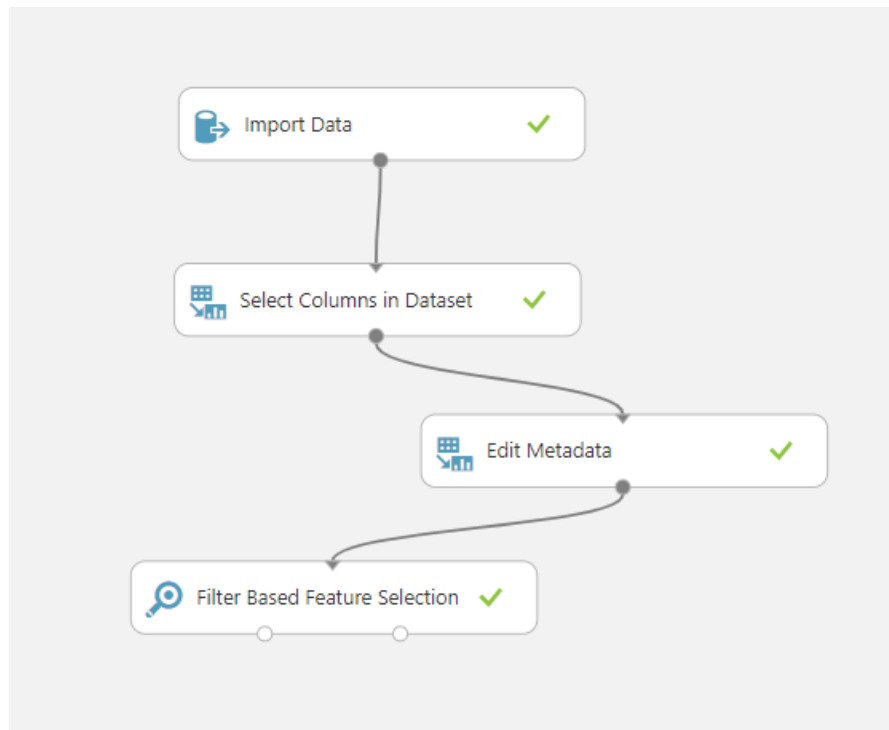 Import Data
Select Columns in Dataset
Edit Metadata
Filter Based Feature Selection